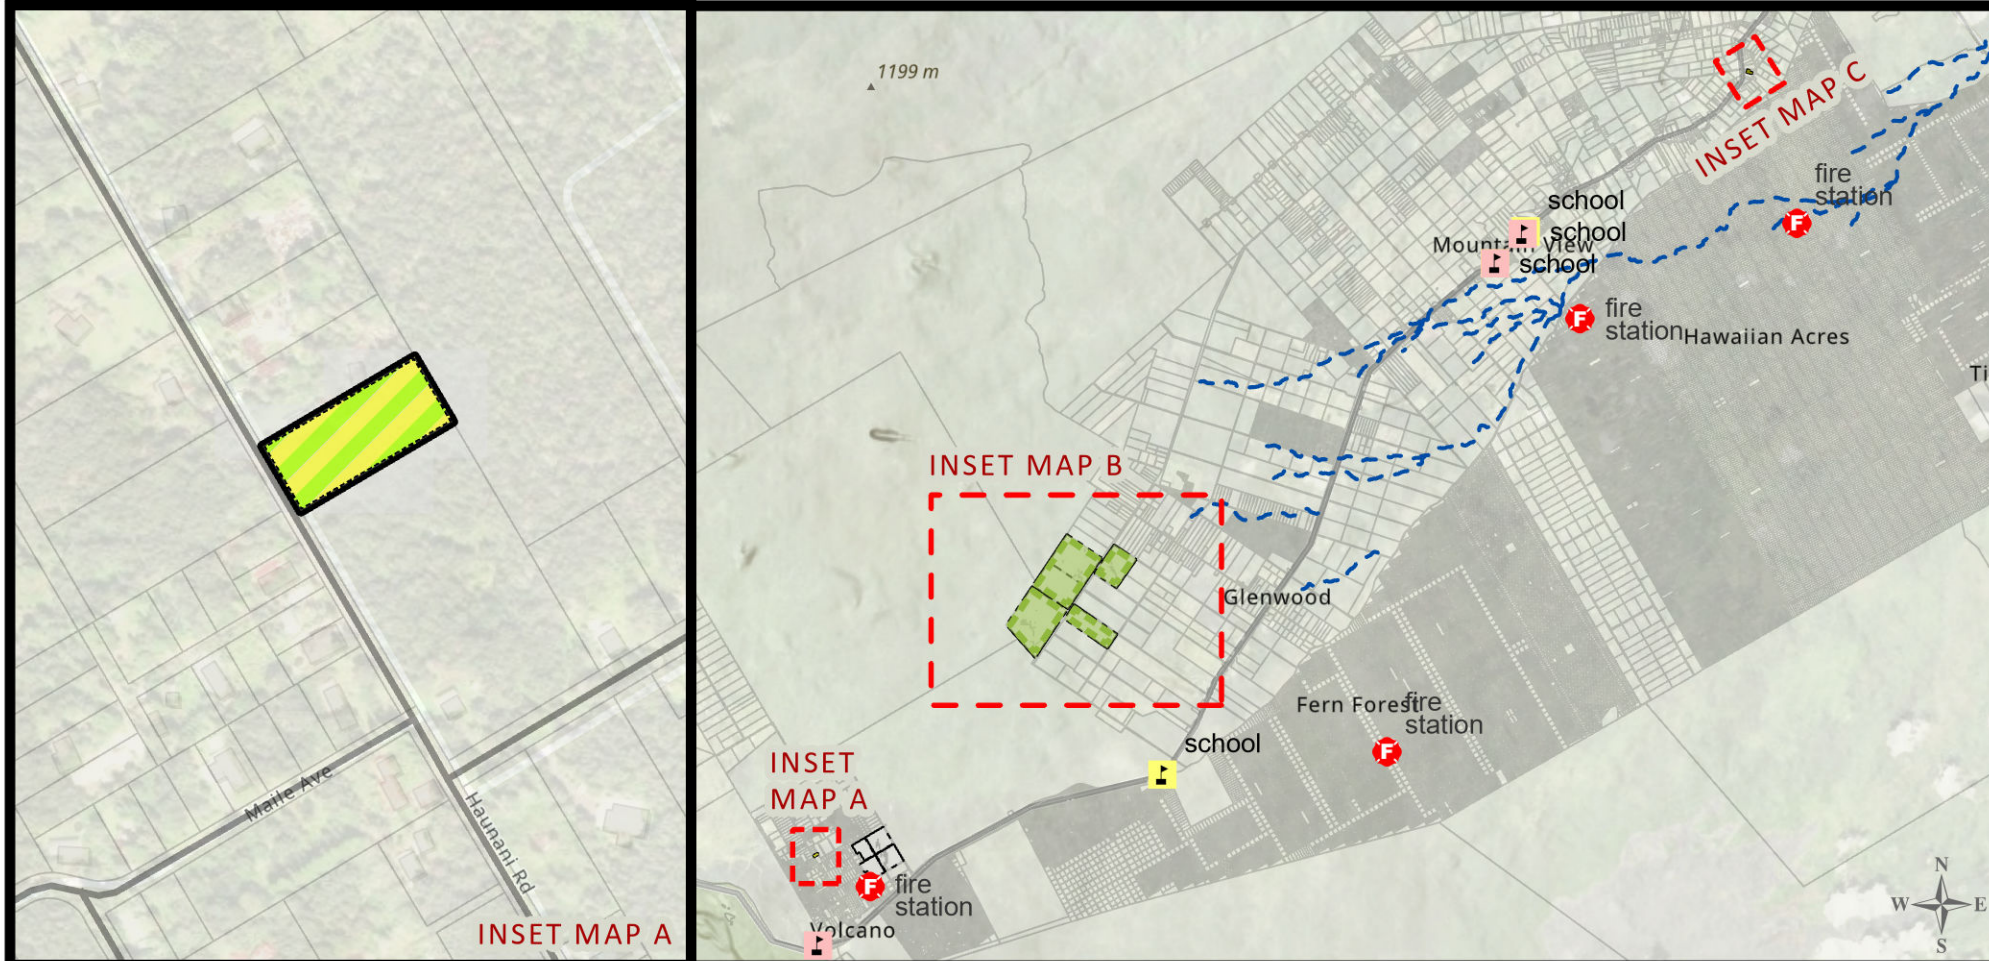 Maile Ave
Haunani Rd
INSET MAP A
1199 m
INSET MAP C
fire
station
F
school
school
Mountain View
school
F
fire
station
Hawaiian Acres
Ti
INSET MAP B
Glenwood
Fern Forest
fire
station
F
school
INSET
MAP A
F
fire
station
Volcano
N
W
E
S